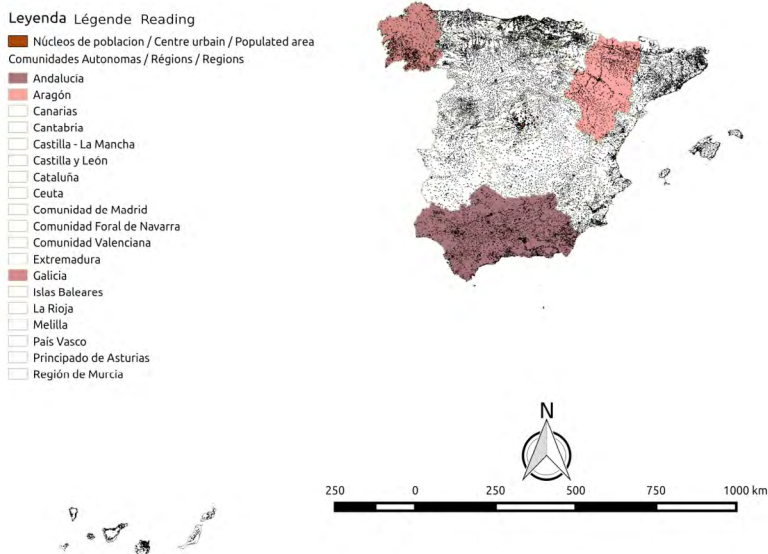 Leyenda Légende Reading
Núcleos de poblacion / Centre urbain / Populated area
Comunidades Autonomas / Régions / Regions
Andalucía
Aragón
Canarias
Cantabria
Castilla - La Mancha
Castilla y León
Cataluña
Ceuta
Comunidad de Madrid
Comunidad Foral de Navarra
Comunidad Valenciana
Extremadura
Galicia
Islas Baleares
La Rioja
Melilla
País Vasco
Principado de Asturias
Región de Murcia
N
250 0 250 500 750 1000 km